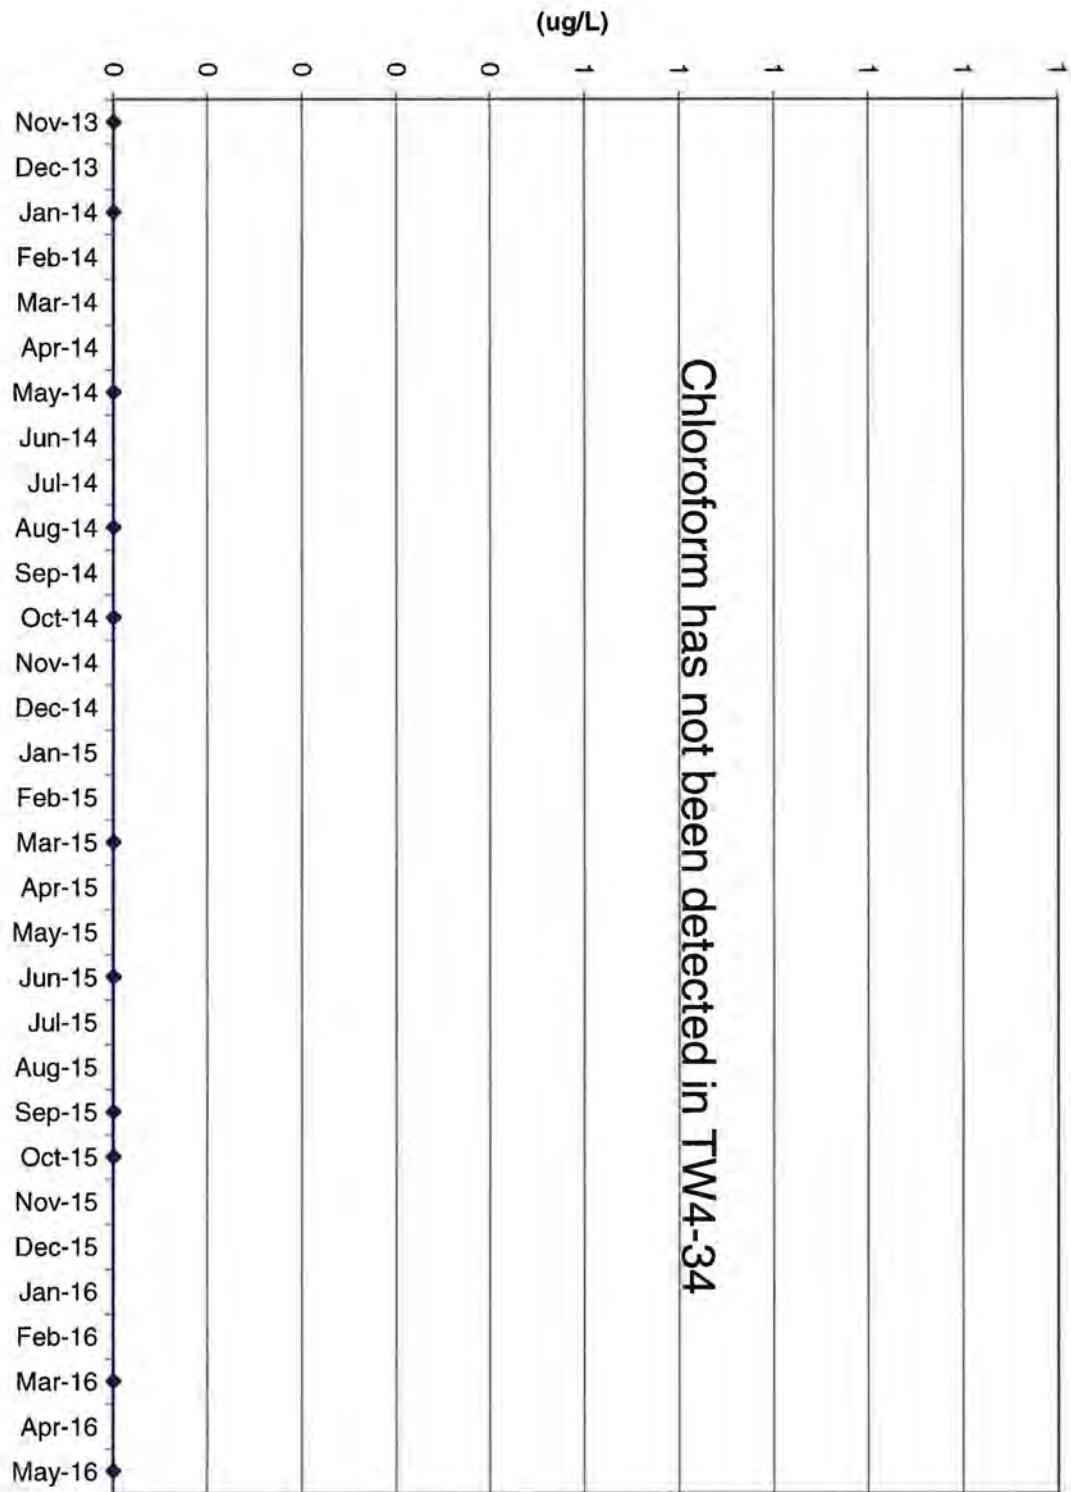 (ug/L)
0
0
0
0
0
1
1
1
1
1
1
Nov-13
Dec-13
Jan-14
Feb-14
Mar-14
Apr-14
May-14
Jun-14
Jul-14
Aug-14
Sep-14
Oct-14
Nov-14
Dec-14
Jan-15
Feb-15
Mar-15
Apr-15
May-15
Jun-15
Jul-15
Aug-15
Sep-15
Oct-15
Nov-15
Dec-15
Jan-16
Feb-16
Mar-16
Apr-16
May-16
Chloroform has not been detected in TW4-34